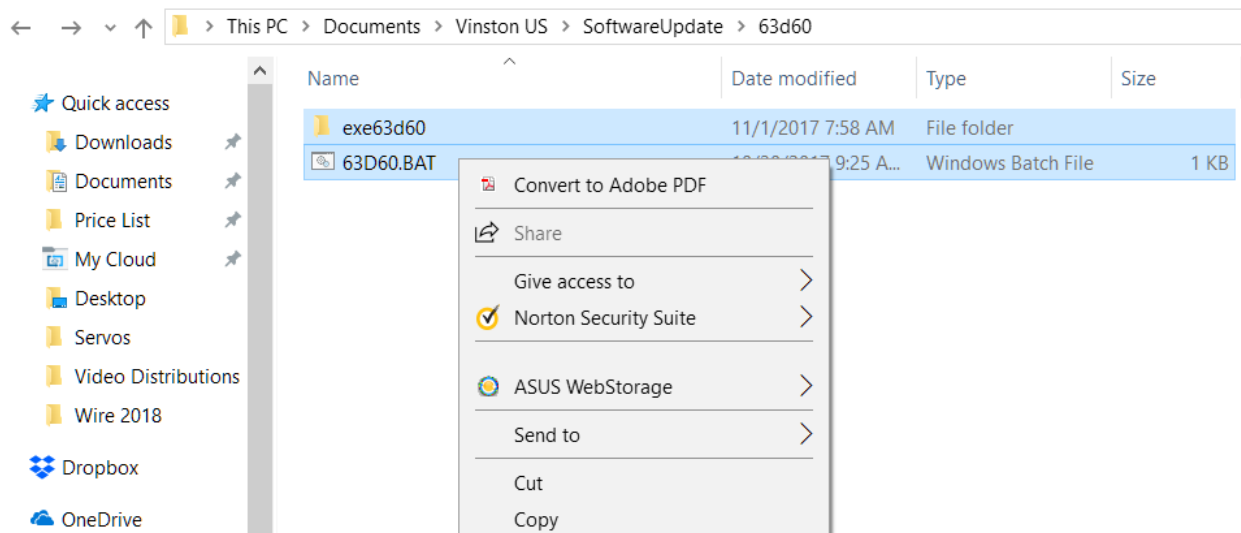 This PC > Documents > Vinston US > SoftwareUpdate > 63d60
Name Date modified Type Size
Quick access
Downloads
Documents
Price List
My Cloud
Desktop
Servos
Video Distributions
Wire 2018
Dropbox
OneDrive
exe63d60 11/1/2017 7:58 AM File folder
63D60.BAT 9:25 A... Windows Batch File 1 KB
Convert to Adobe PDF
Share
Give access to
Norton Security Suite
ASUS WebStorage
Send to
Cut
Copy